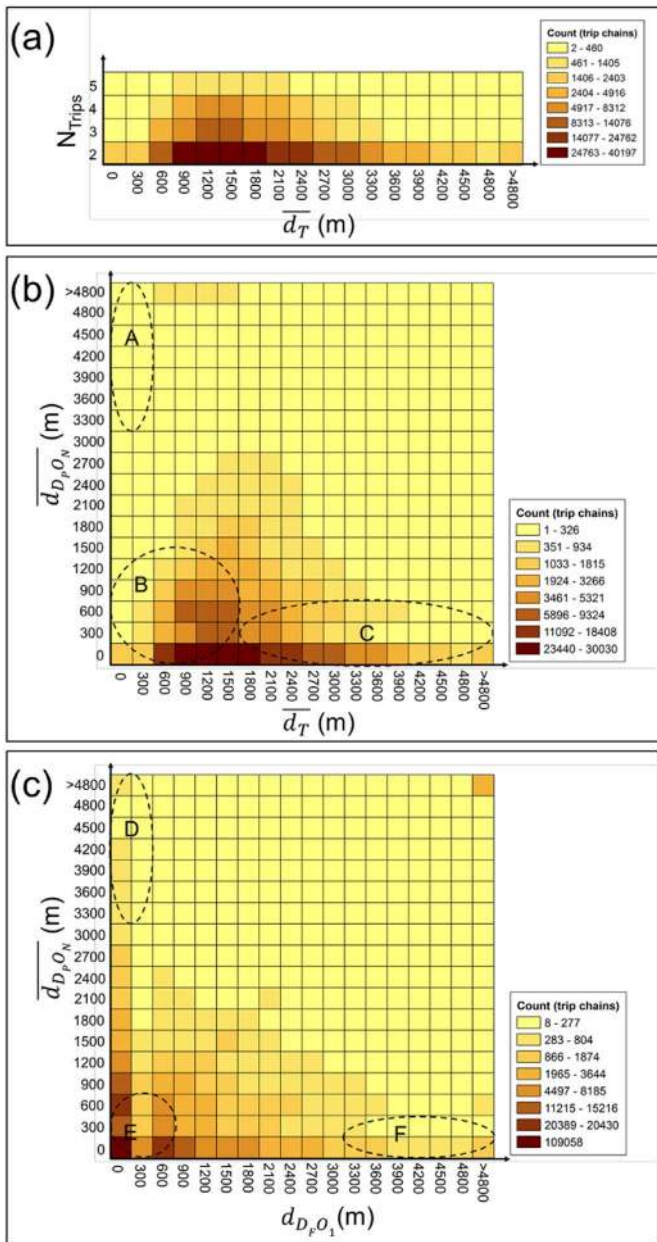 (a)
N_Trips
5
4
3
2
0 300 600 900 1200 1500 1800 2100 2400 2700 3000 3300 3600 3900 4200 4500 4800 >4800
d_T (m)
Count (trip chains)
2 - 460
461 - 1405
1406 - 2403
2404 - 4916
4917 - 8312
8313 - 14076
14077 - 24762
24763 - 40197
(b)
d_{D_P O_N} (m)
>4800
4800
4500
4200
3900
3600
3300
3000
2700
2400
2100
1800
1500
1200
900
600
300
0
A
B
C
0 300 600 900 1200 1500 1800 2100 2400 2700 3000 3300 3600 3900 4200 4500 4800 >4800
d_T (m)
Count (trip chains)
1 - 326
351 - 934
1033 - 1815
1924 - 3266
3461 - 5321
5896 - 9324
11092 - 18408
23440 - 30030
(c)
d_{D_P O_N} (m)
>4800
4800
4500
4200
3900
3600
3300
3000
2700
2400
2100
1800
1500
1200
900
600
300
0
D
E
F
0 300 600 900 1200 1500 1800 2100 2400 2700 3000 3300 3600 3900 4200 4500 4800 >4800
d_{D_F O_1}(m)
Count (trip chains)
8 - 277
283 - 804
866 - 1874
1965 - 3644
4497 - 8185
11215 - 15216
20389 - 20430
109058